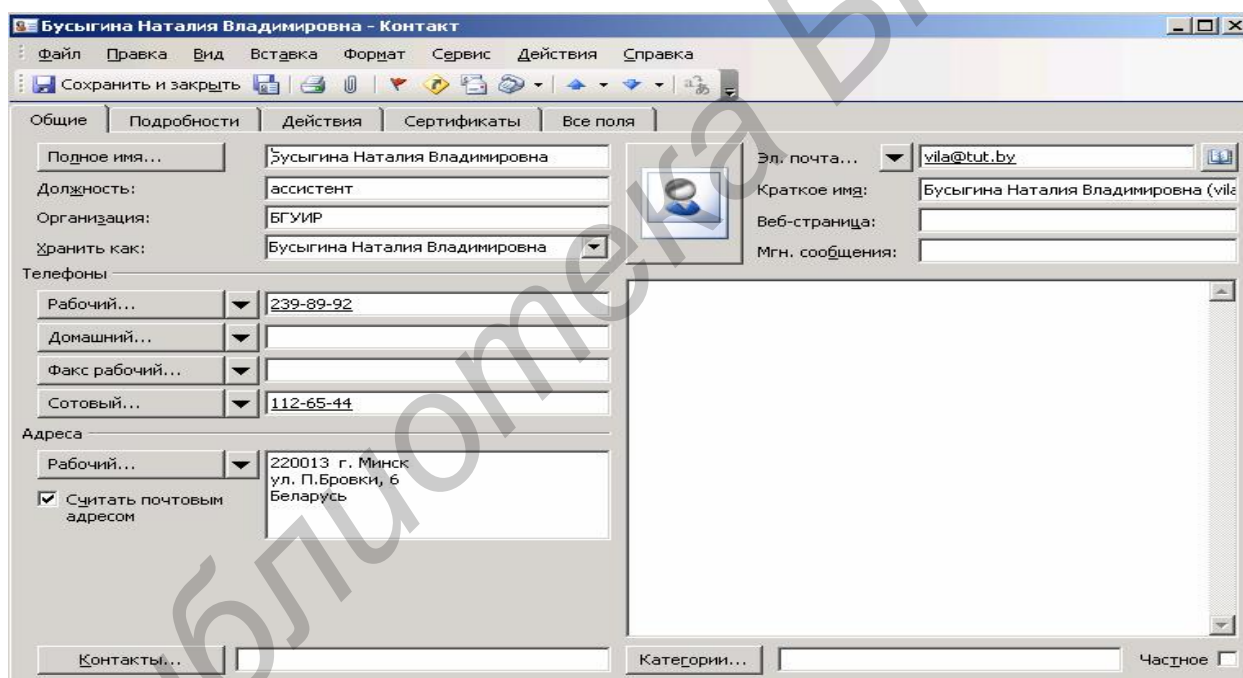 Бусыгина Наталия Владимировна - Контакт
Файл Правка Вид Вставка Формат Сервис Действия Справка
Сохранить и закрыть
Общие Подробности Действия Сертификаты Все поля
Полное имя... Бусыгина Наталия Владимировна
Должность: ассистент
Организация: БГУИР
Хранить как: Бусыгина Наталия Владимировна
Эл. почта... vila@tut.by
Краткое имя: Бусыгина Наталия Владимировна (vila
Веб-страница:
Мгн. сообщения:
Телефоны
Рабочий... 239-89-92
Домашний...
Факс рабочий...
Сотовый... 112-65-44
Адреса
Рабочий... 220013 г. Минск
ул. П.Бровки, 6
Беларусь
Считать почтовым
адресом
Контакты... Категории... Частное
блиотека Б